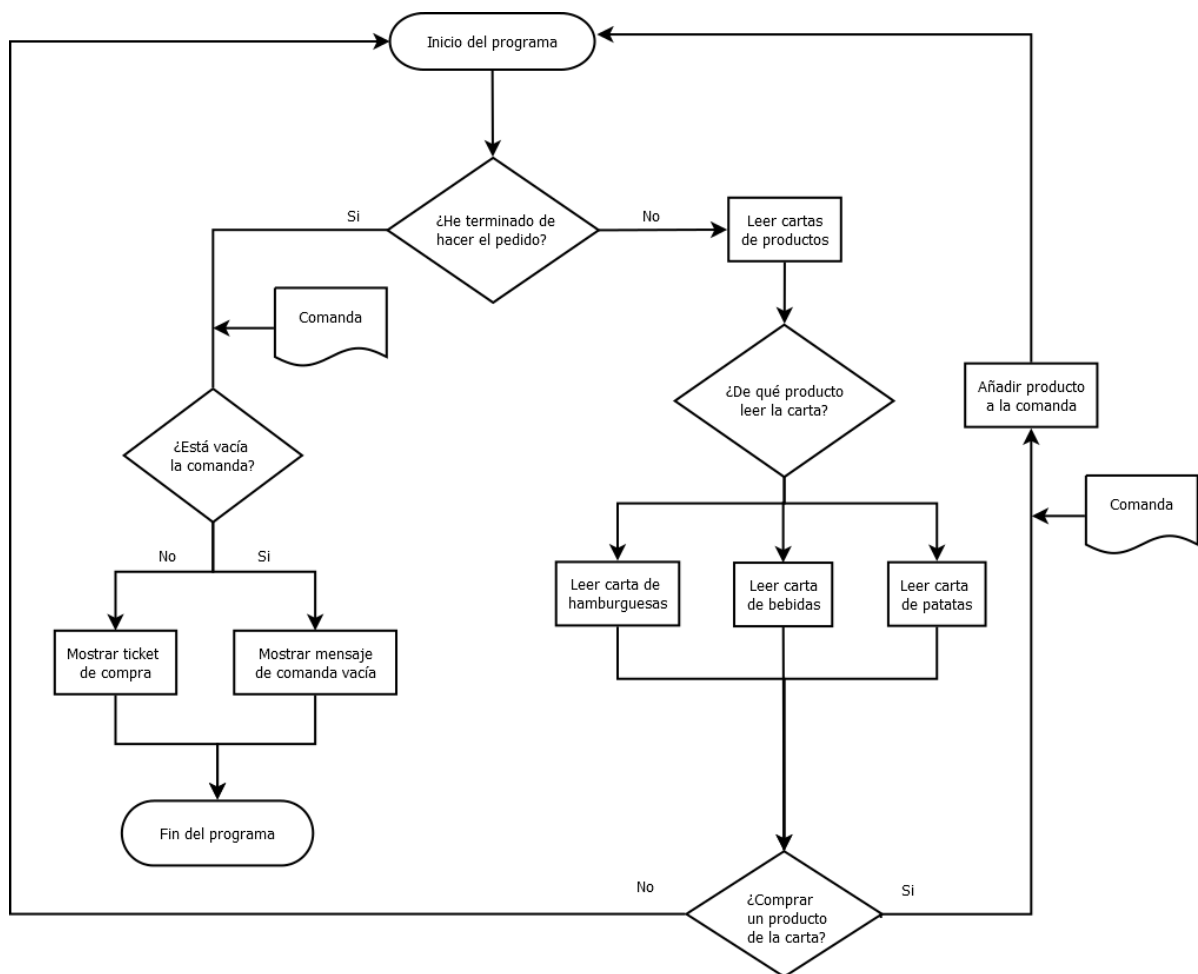 Inicio del programa
Si
¿He terminado de
hacer el pedido?
No
Leer cartas
de productos
Comanda
¿De qué producto
leer la carta?
Añadir producto
a la comanda
¿Está vacía
la comanda?
Comanda
No
Si
Leer carta de
hamburguesas
Leer carta
de bebidas
Leer carta
de patatas
Mostrar ticket
de compra
Mostrar mensaje
de comanda vacía
Fin del programa
No
¿Comprar
un producto
de la carta?
Si